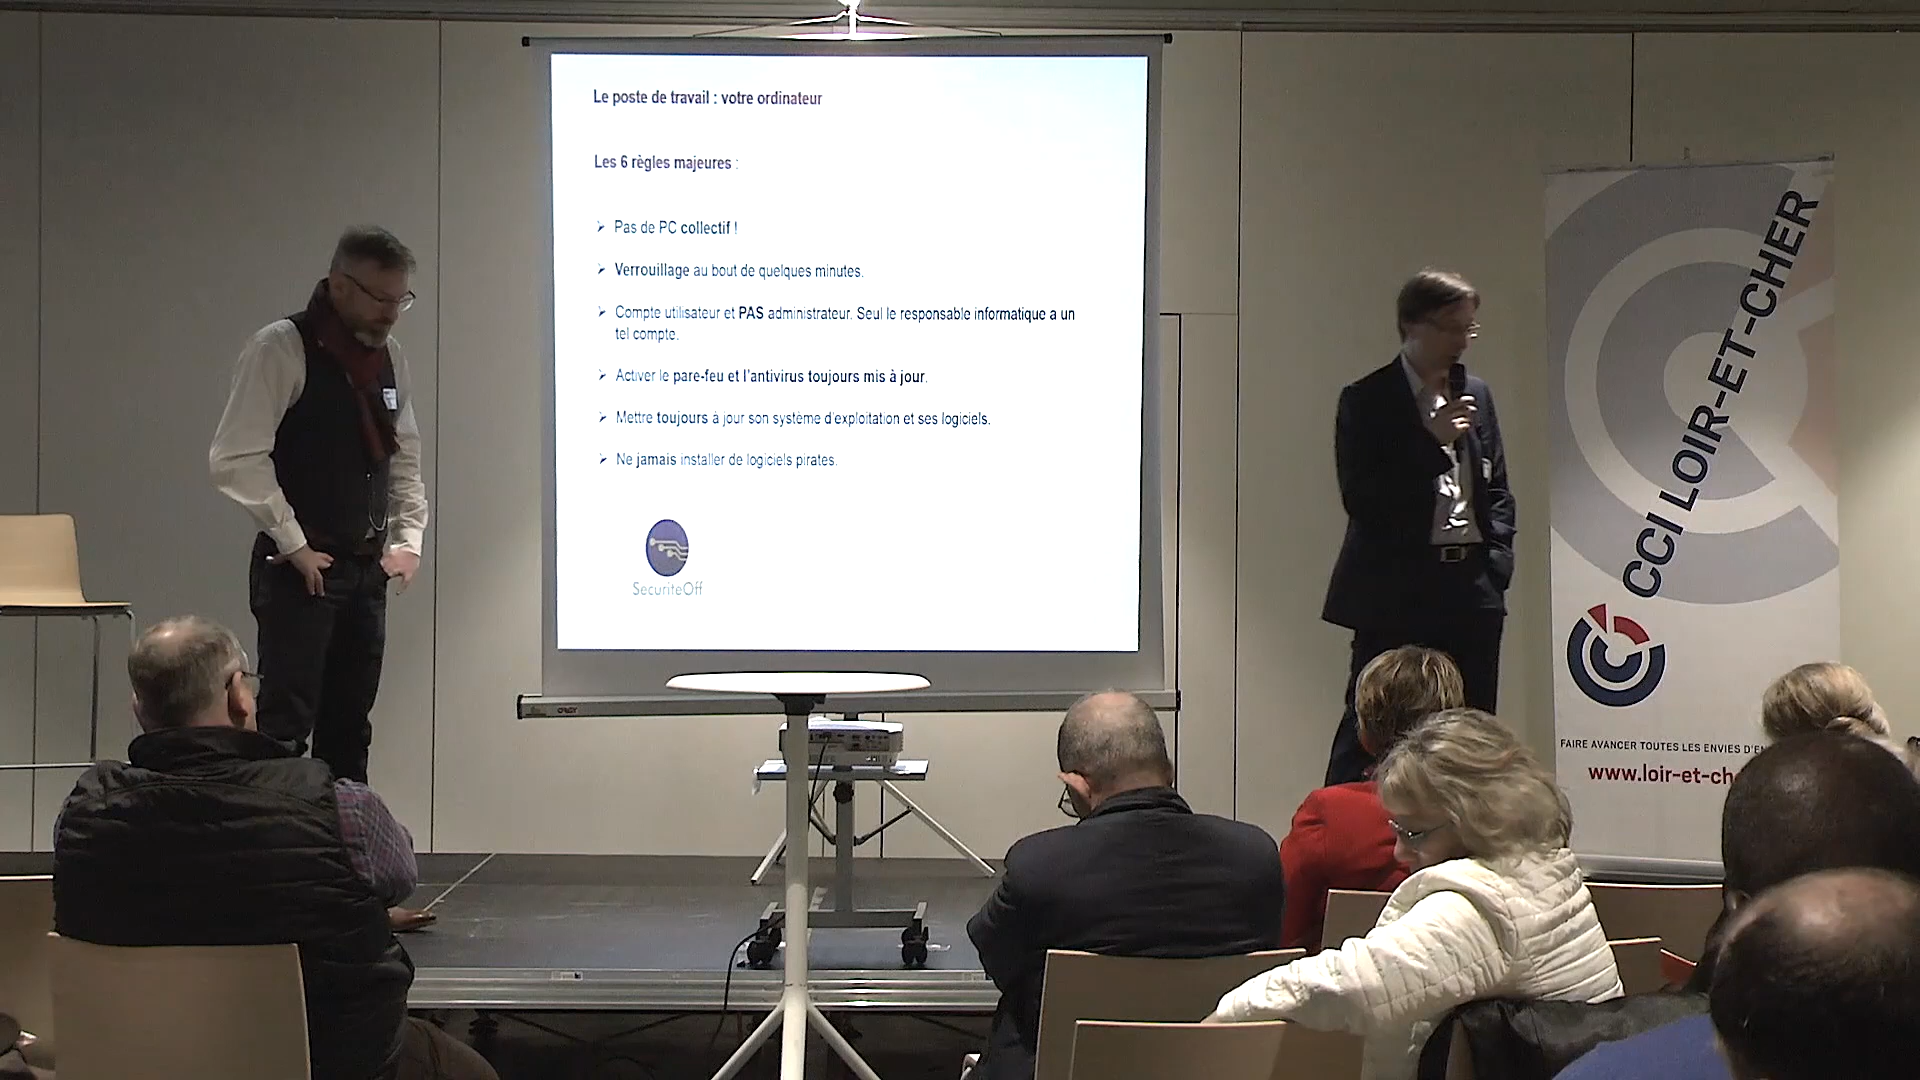 Le poste de travail : votre ordinateur
Les 6 règles majeures :
Pas de PC collectif !
Verrouillage au bout de quelques minutes.
Compte utilisateur et PAS administrateur. Seul le responsable informatique a un
tel compte.
Activer le pare-feu et l'antivirus toujours mis à jour.
Mettre toujours à jour son système d'exploitation et ses logiciels.
Ne jamais installer de logiciels pirates.
SecuriteOff
CCI LOIR-ET-CHER
FAIRE AVANCER TOUTES LES ENVIES
www.loir-et-ch